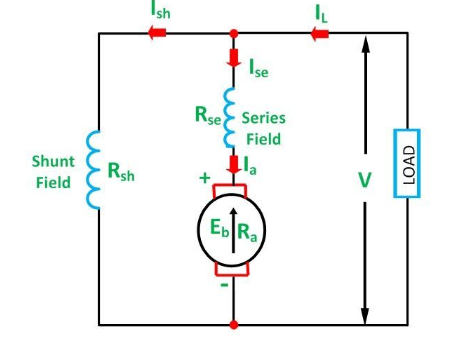 Ish
IL
Ise
Rse
Series
Field
Shunt
Field
Rsh
Ia
+
Eb
Ra
-
V
LOAD